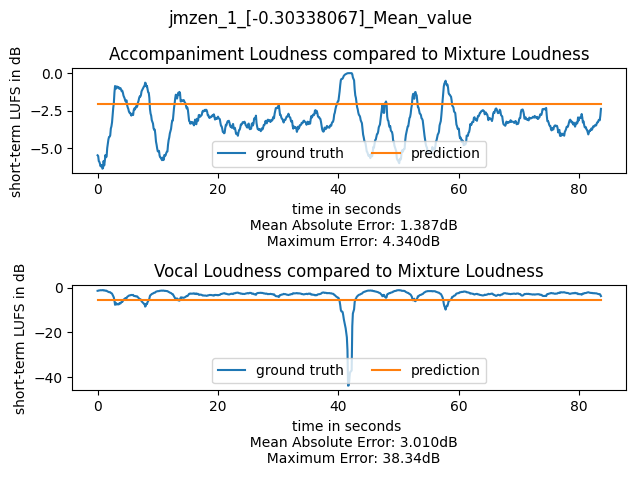 jmzen_1_[-0.30338067]_Mean_value
Accompaniment Loudness compared to Mixture Loudness
short-term LUFS in dB
0.0
−2.5
−5.0
ground truth
prediction
0
20
40
60
80
time in seconds
Mean Absolute Error: 1.387dB
Maximum Error: 4.340dB
Vocal Loudness compared to Mixture Loudness
short-term LUFS in dB
0
−20
−40
ground truth
prediction
0
20
40
60
80
time in seconds
Mean Absolute Error: 3.010dB
Maximum Error: 38.34dB